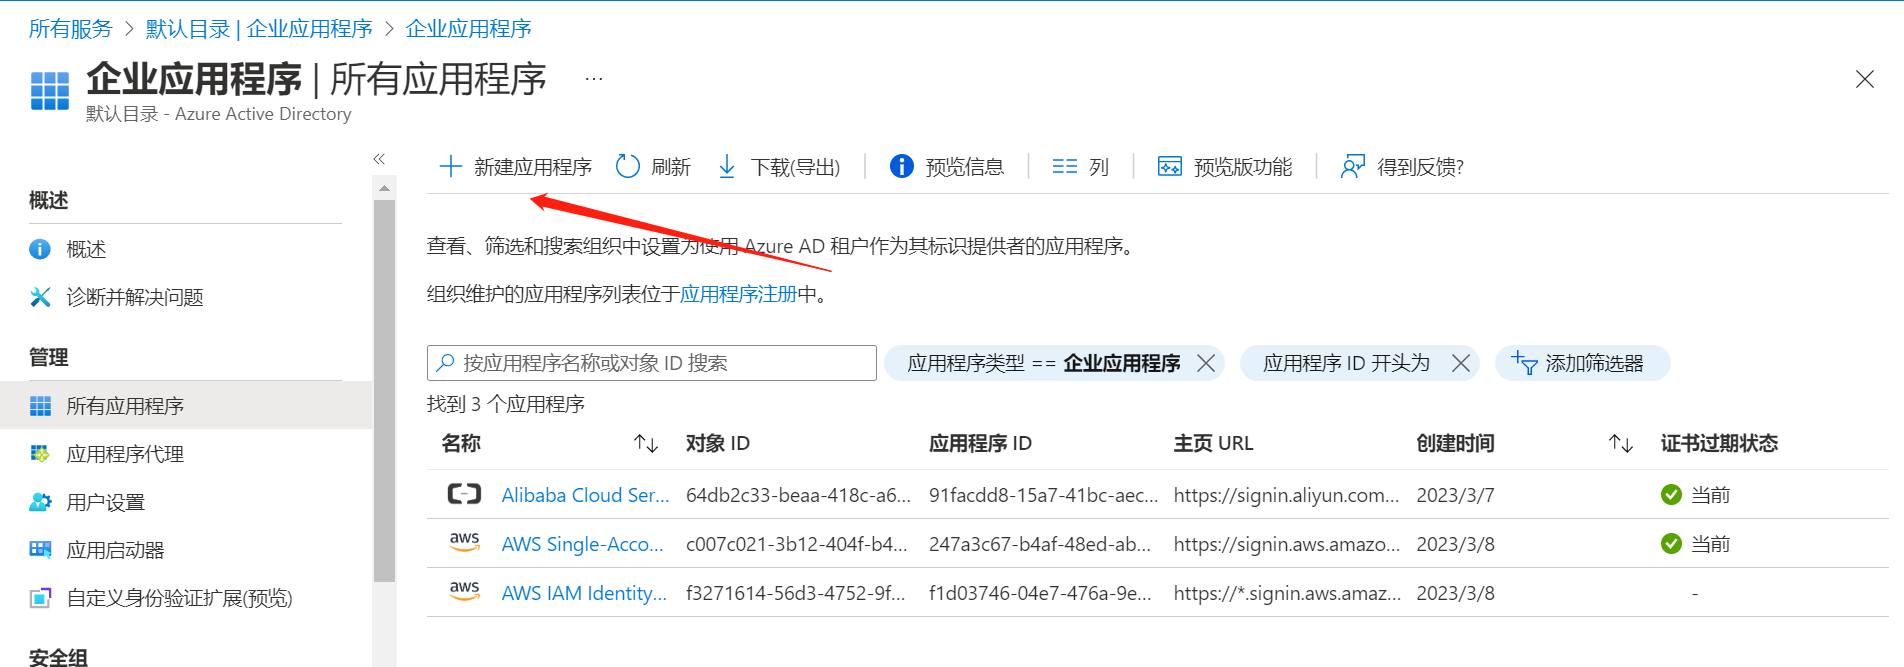 所有服务 > 默认目录 | 企业应用程序 > 企业应用程序
企业应用程序 | 所有应用程序 ...
默认目录 - Azure Active Directory
«
概述
概述
诊断并解决问题
管理
所有应用程序
应用程序代理
用户设置
应用启动器
自定义身份验证扩展(预览)
安全组
新建应用程序 刷新 下载(导出) 预览信息 列 预览版功能 得到反馈?
查看、筛选和搜索组织中设置为使用 Azure AD 租户作为其标识提供者的应用程序。
组织维护的应用程序列表位于应用程序注册中。
按应用程序名称或对象 ID 搜索 应用程序类型 == 企业应用程序 应用程序 ID 开头为 添加筛选器
找到 3 个应用程序
名称 对象 ID 应用程序 ID 主页 URL 创建时间 证书过期状态
Alibaba Cloud Ser... 64db2c33-beaa-418c-a6... 91facdd8-15a7-41bc-aec... https://signin.aliyun.com... 2023/3/7 当前
aws AWS Single-Acco... c007c021-3b12-404f-b4... 247a3c67-b4af-48ed-ab... https://signin.aws.amazo... 2023/3/8 当前
aws AWS IAM Identity... f3271614-56d3-4752-9f... f1d03746-04e7-476a-9e... https://*.signin.aws.amaz... 2023/3/8 -